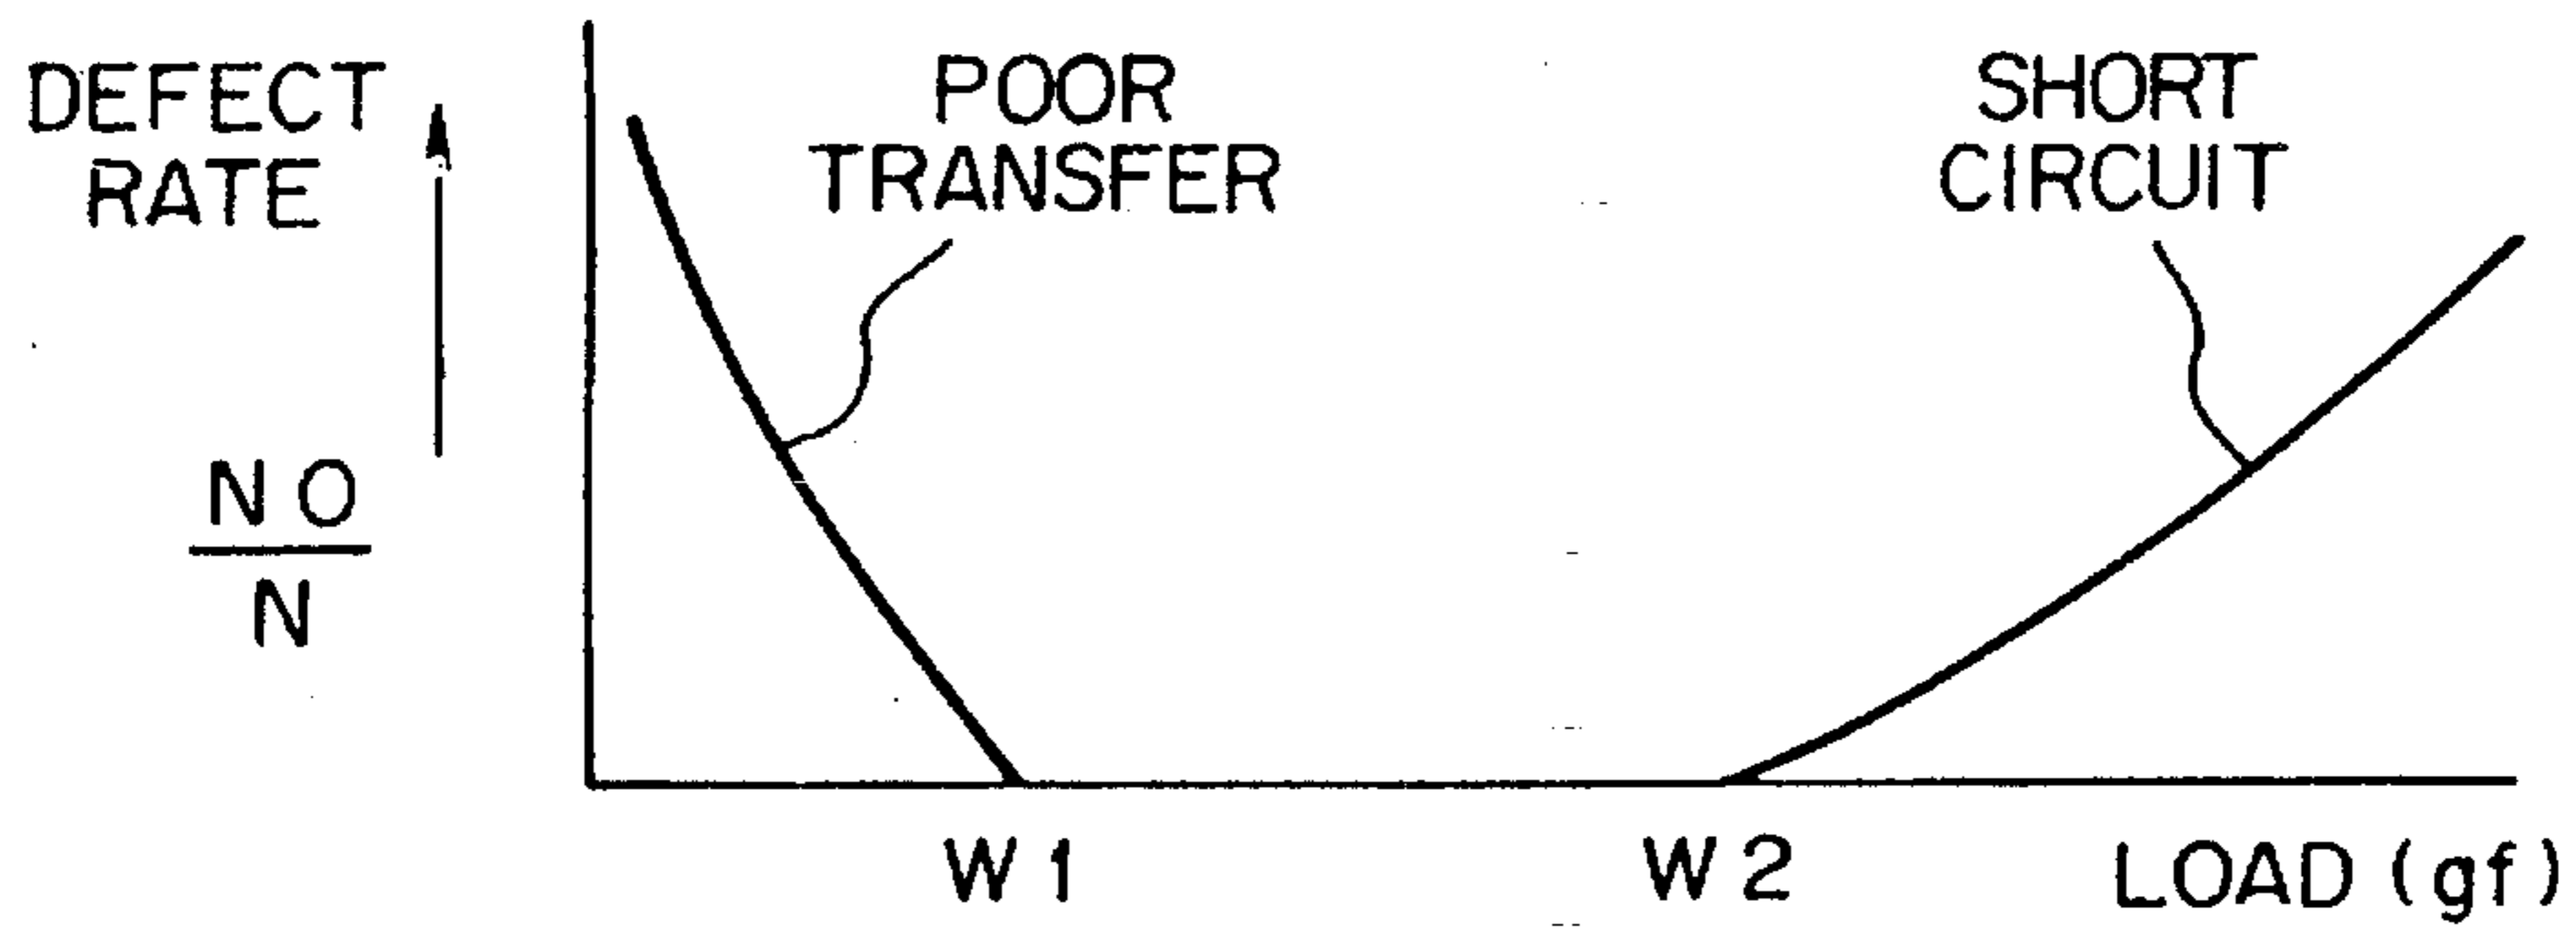 DEFECT
RATE
NO
N
POOR
TRANSFER
SHORT
CIRCUIT
W1
W2
LOAD (gf)